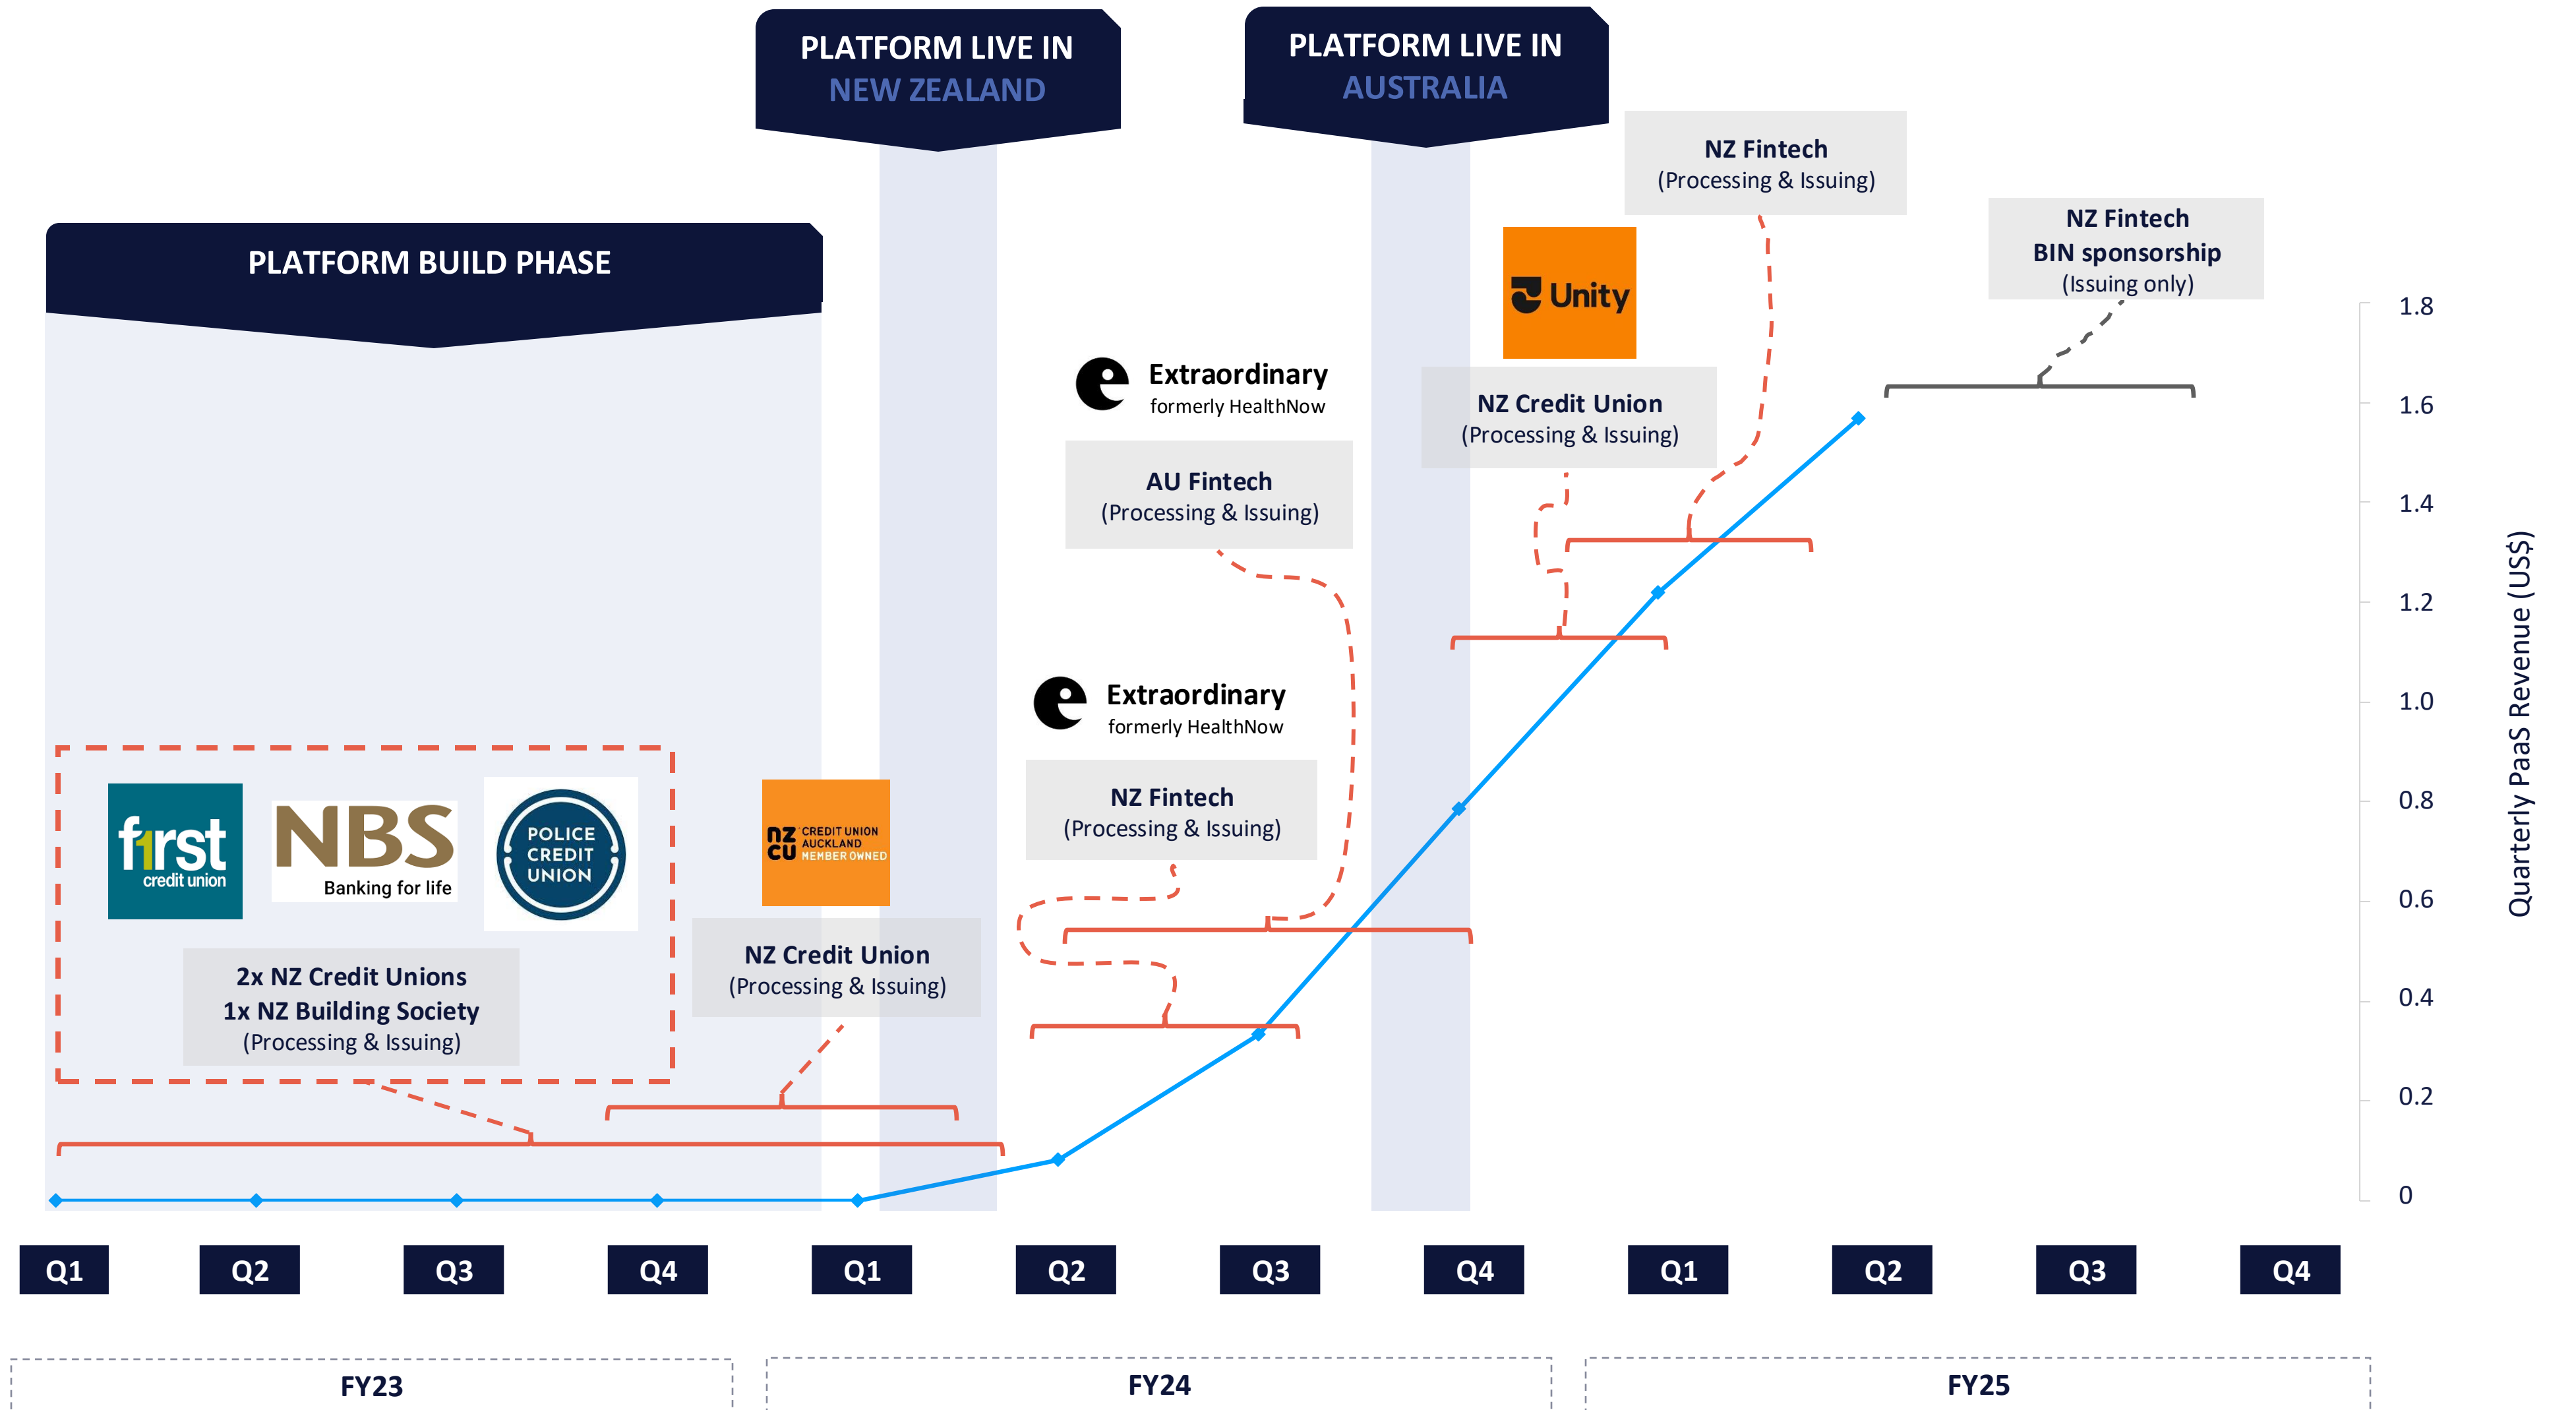 PLATFORM LIVE IN
NEW ZEALAND
PLATFORM LIVE IN
AUSTRALIA
NZ Fintech
(Processing & Issuing)
NZ Fintech
BIN sponsorship
(Issuing only)
PLATFORM BUILD PHASE
Unity
NZ Credit Union
(Processing & Issuing)
e Extraordinary
formerly HealthNow
AU Fintech
(Processing & Issuing)
e Extraordinary
formerly HealthNow
NZ Fintech
(Processing & Issuing)
f1rst
credit union
NBS
Banking for life
POLICE
CREDIT
UNION
2x NZ Credit Unions
1x NZ Building Society
(Processing & Issuing)
nz CREDIT UNION
cu AUCKLAND
MEMBER OWNED
NZ Credit Union
(Processing & Issuing)
1.8
1.6
1.4
1.2
1.0
0.8
0.6
0.4
0.2
0
Quarterly PaaS Revenue (US$)
Q1 Q2 Q3 Q4 Q1 Q2 Q3 Q4 Q1 Q2 Q3 Q4
FY23 FY24 FY25